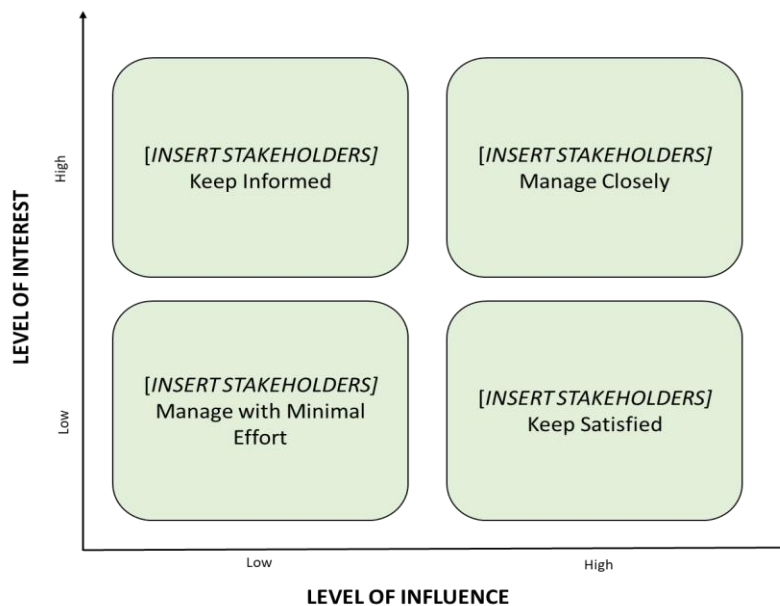 LEVEL OF INTEREST
High
Low
[INSERT STAKEHOLDERS]
Keep Informed
[INSERT STAKEHOLDERS]
Manage Closely
[INSERT STAKEHOLDERS]
Manage with Minimal
Effort
[INSERT STAKEHOLDERS]
Keep Satisfied
Low
High
LEVEL OF INFLUENCE